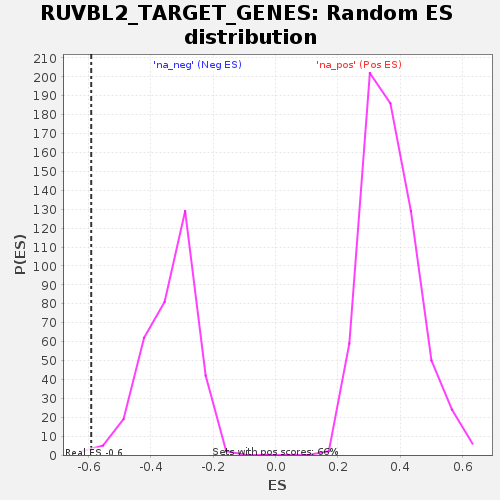 RUVBL2_TARGET_GENES: Random ES
distribution
'na_neg' (Neg ES)
'na_pos' (Pos ES)
210
200
190
180
170
160
150
140
130
120
110
100
90
80
70
60
50
40
30
20
10
0
P(ES)
Real ES -0.6
Sets with pos scores: 66%
-0.6 -0.4 -0.2 0.0 0.2 0.4 0.6
ES